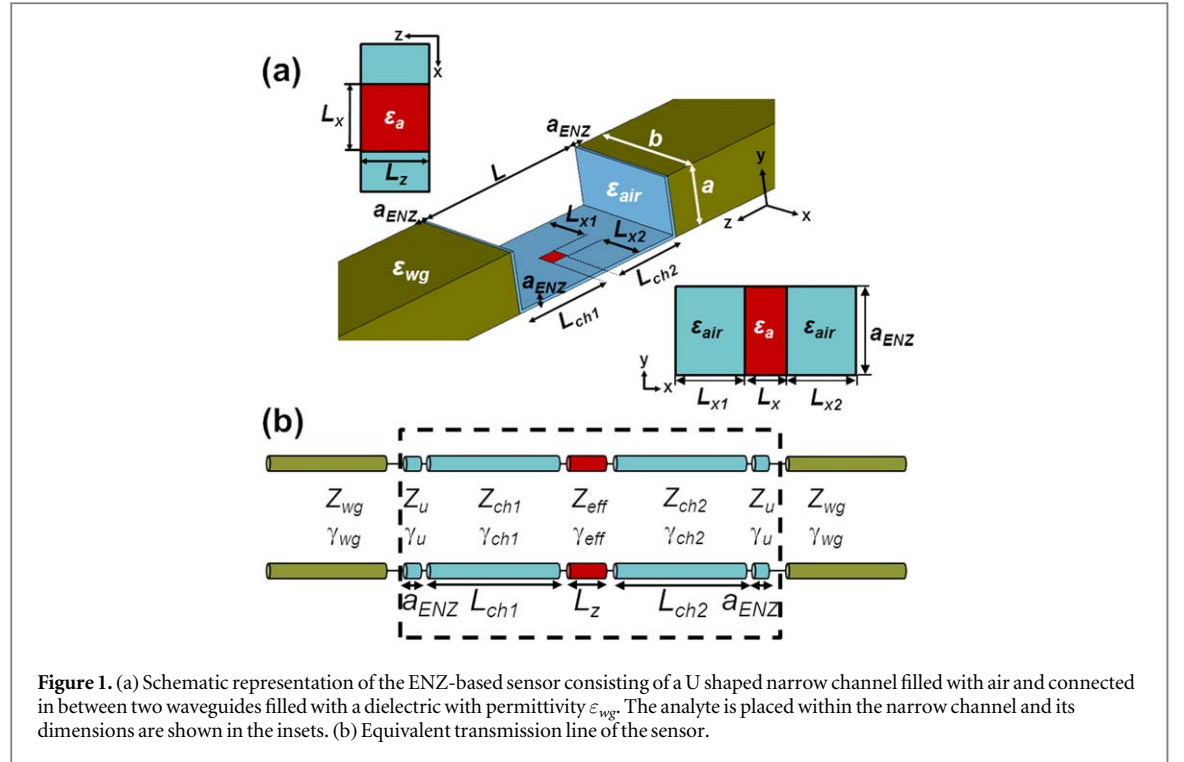 (a)
z
x
L_x
ε_a
L_z
a_ENZ
L
a_ENZ
b
a
ε_air
y
x
z
L_x1
L_x2
ε_wg
a_ENZ
L_ch1
L_ch2
ε_air ε_a ε_air
a_ENZ
y
x
L_x1 L_x L_x2
(b)
Z_wg Z_u Z_ch1 Z_eff Z_ch2 Z_u Z_wg
γ_wg γ_u γ_ch1 γ_eff γ_ch2 γ_u γ_wg
a_ENZ L_ch1 L_z L_ch2 a_ENZ
Figure 1. (a) Schematic representation of the ENZ-based sensor consisting of a U shaped narrow channel filled with air and connected
in between two waveguides filled with a dielectric with permittivity ε_wg. The analyte is placed within the narrow channel and its
dimensions are shown in the insets. (b) Equivalent transmission line of the sensor.